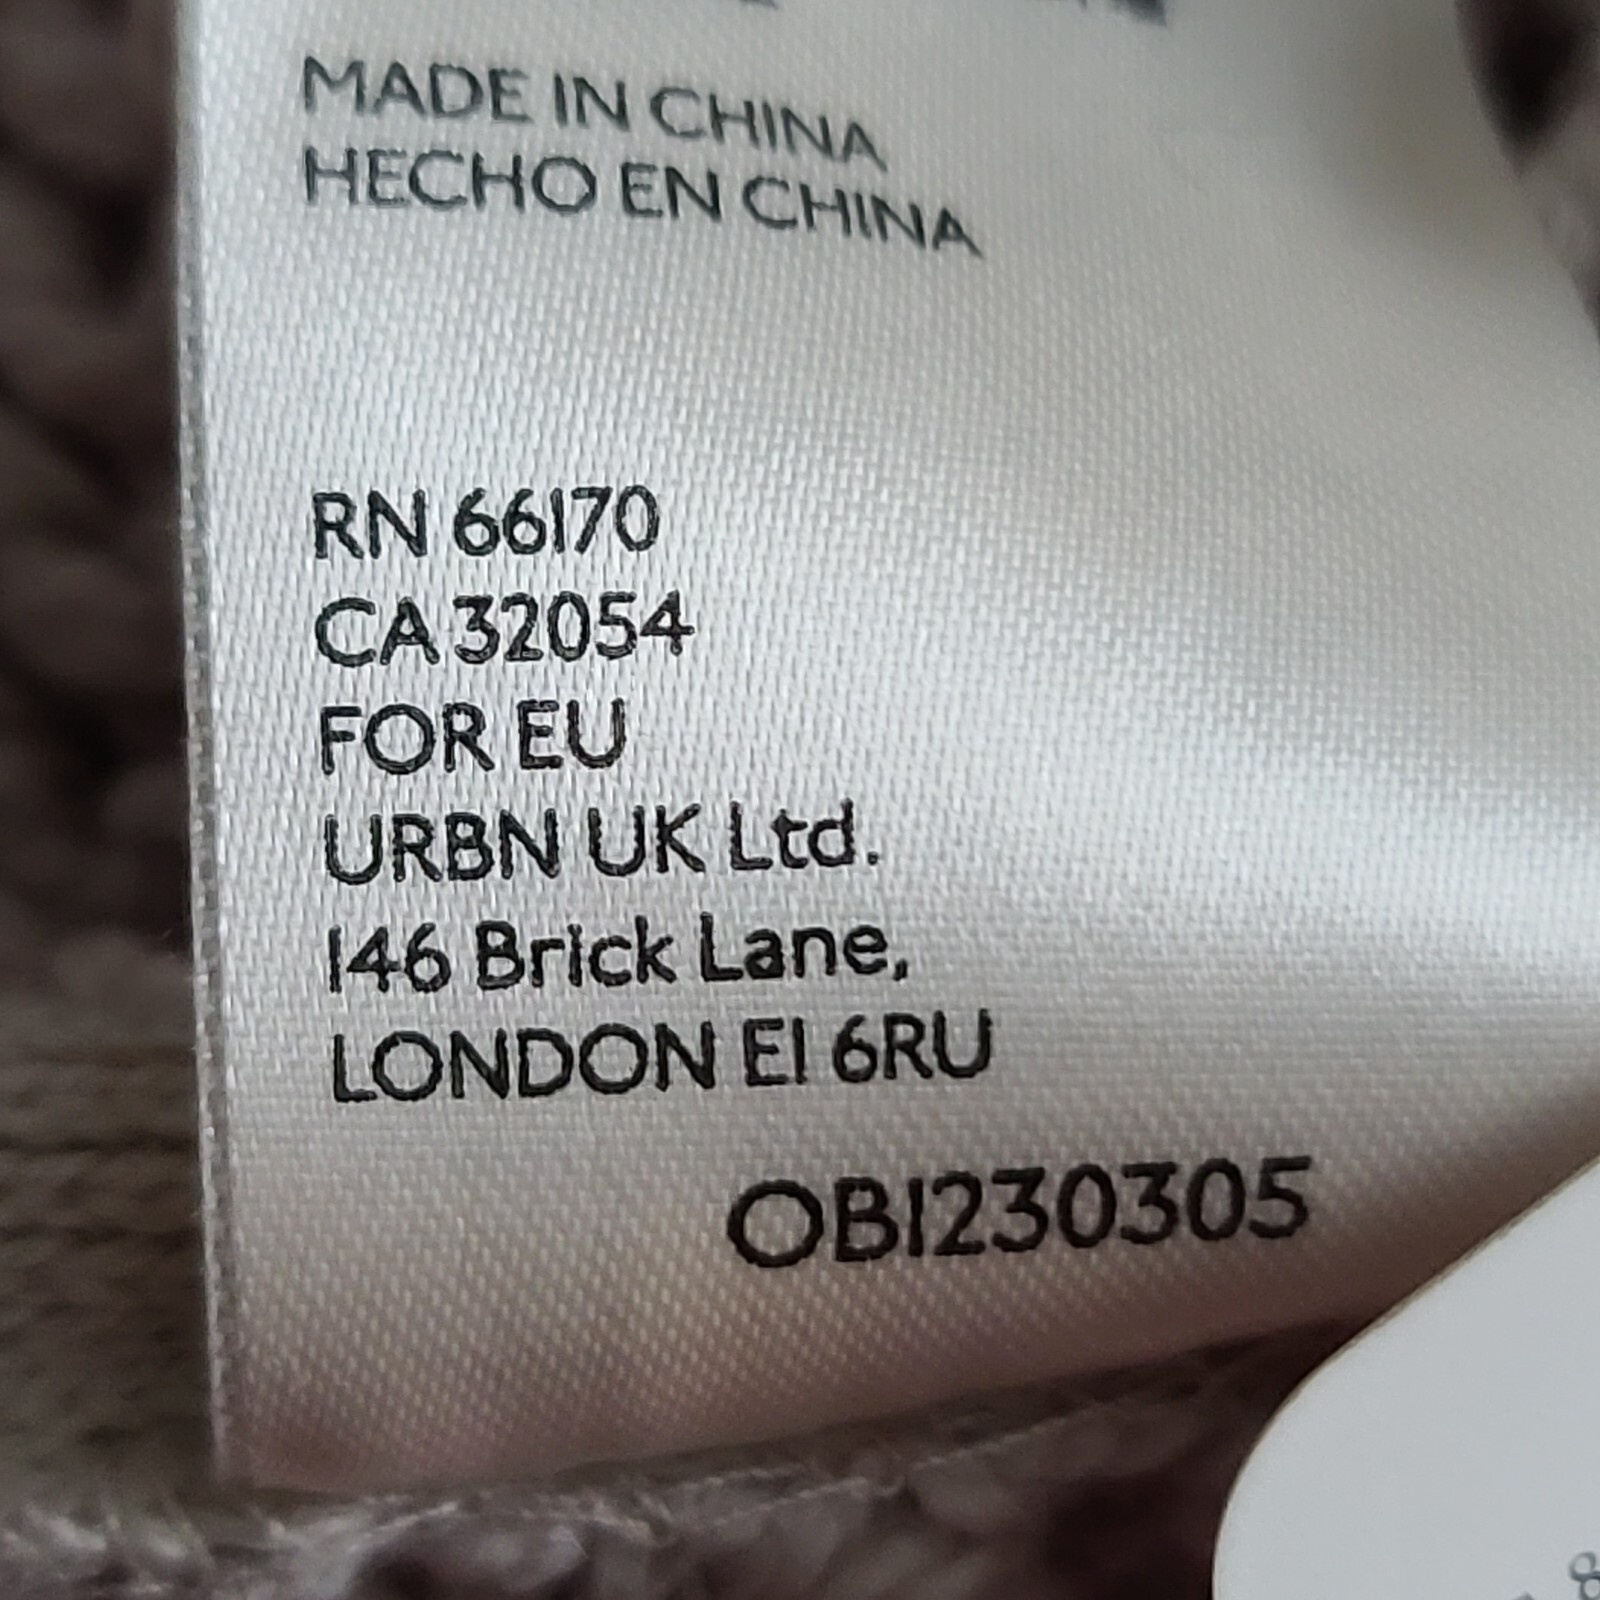 MADE IN CHINA
HECHO EN CHINA
RN 66170
CA 32054
FOR EU
URBN UK Ltd.
146 Brick Lane,
LONDON E1 6RU
OB1230305
8